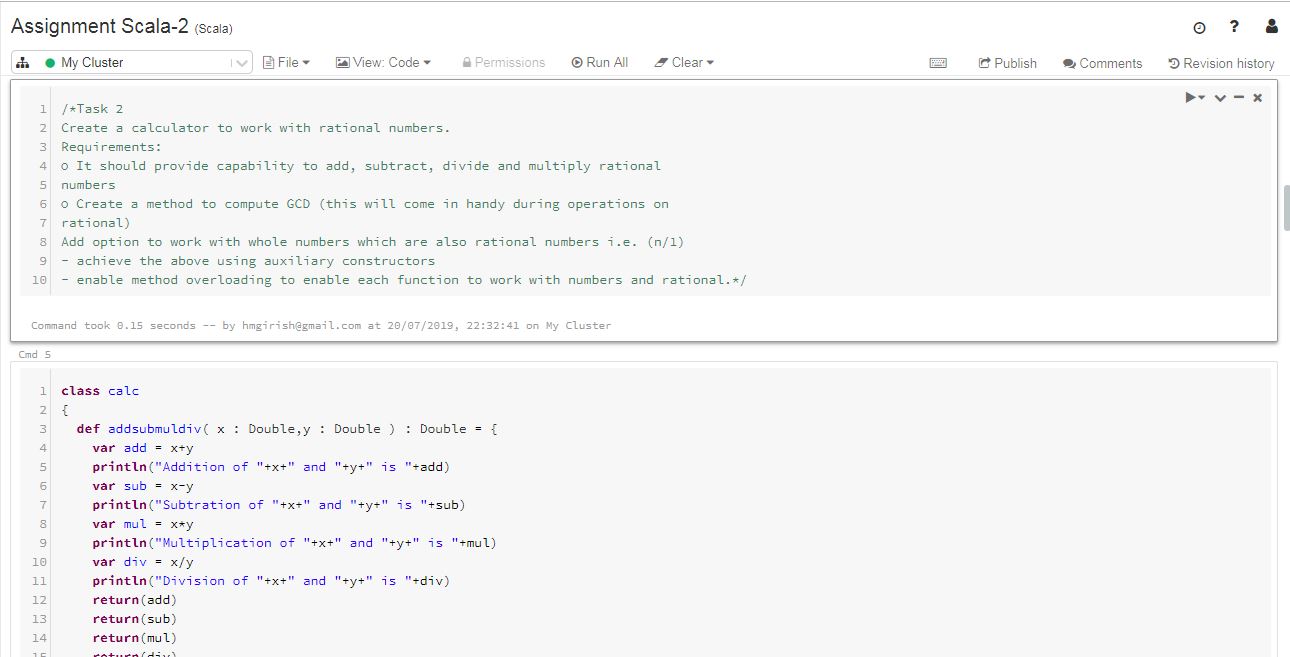 Assignment Scala-2 (Scala)
?
My Cluster File View: Code Permissions Run All Clear Publish Comments Revision history
1 /*Task 2
2 Create a calculator to work with rational numbers.
3 Requirements:
4 o It should provide capability to add, subtract, divide and multiply rational
5 numbers
6 o Create a method to compute GCD (this will come in handy during operations on
7 rational)
8 Add option to work with whole numbers which are also rational numbers i.e. (n/1)
9 - achieve the above using auxiliary constructors
10 - enable method overloading to enable each function to work with numbers and rational.*/
Command took 0.15 seconds -- by hmgirish@gmail.com at 20/07/2019, 22:32:41 on My Cluster
Cmd 5
1 class calc
2 {
3 def addsubmuldiv( x : Double,y : Double ) : Double = {
4 var add = x+y
5 println("Addition of "+x+" and "+y+" is "+add)
6 var sub = x-y
7 println("Subtration of "+x+" and "+y+" is "+sub)
8 var mul = x*y
9 println("Multiplication of "+x+" and "+y+" is "+mul)
10 var div = x/y
11 println("Division of "+x+" and "+y+" is "+div)
12 return(add)
13 return(sub)
14 return(mul)
15 return(div)